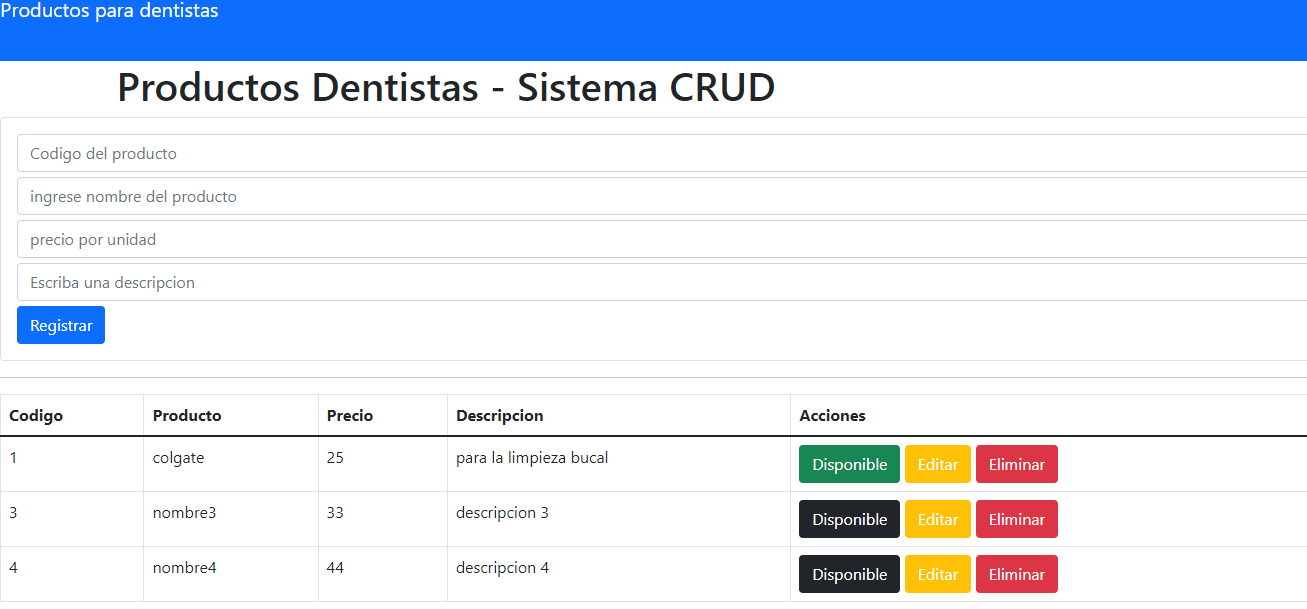 Productos para dentistas
Productos Dentistas - Sistema CRUD
Codigo del producto
ingrese nombre del producto
precio por unidad
Escriba una descripcion
Registrar
Codigo Producto Precio Descripcion Acciones
1 colgate 25 para la limpieza bucal Disponible Editar Eliminar
3 nombre3 33 descripcion 3 Disponible Editar Eliminar
4 nombre4 44 descripcion 4 Disponible Editar Eliminar